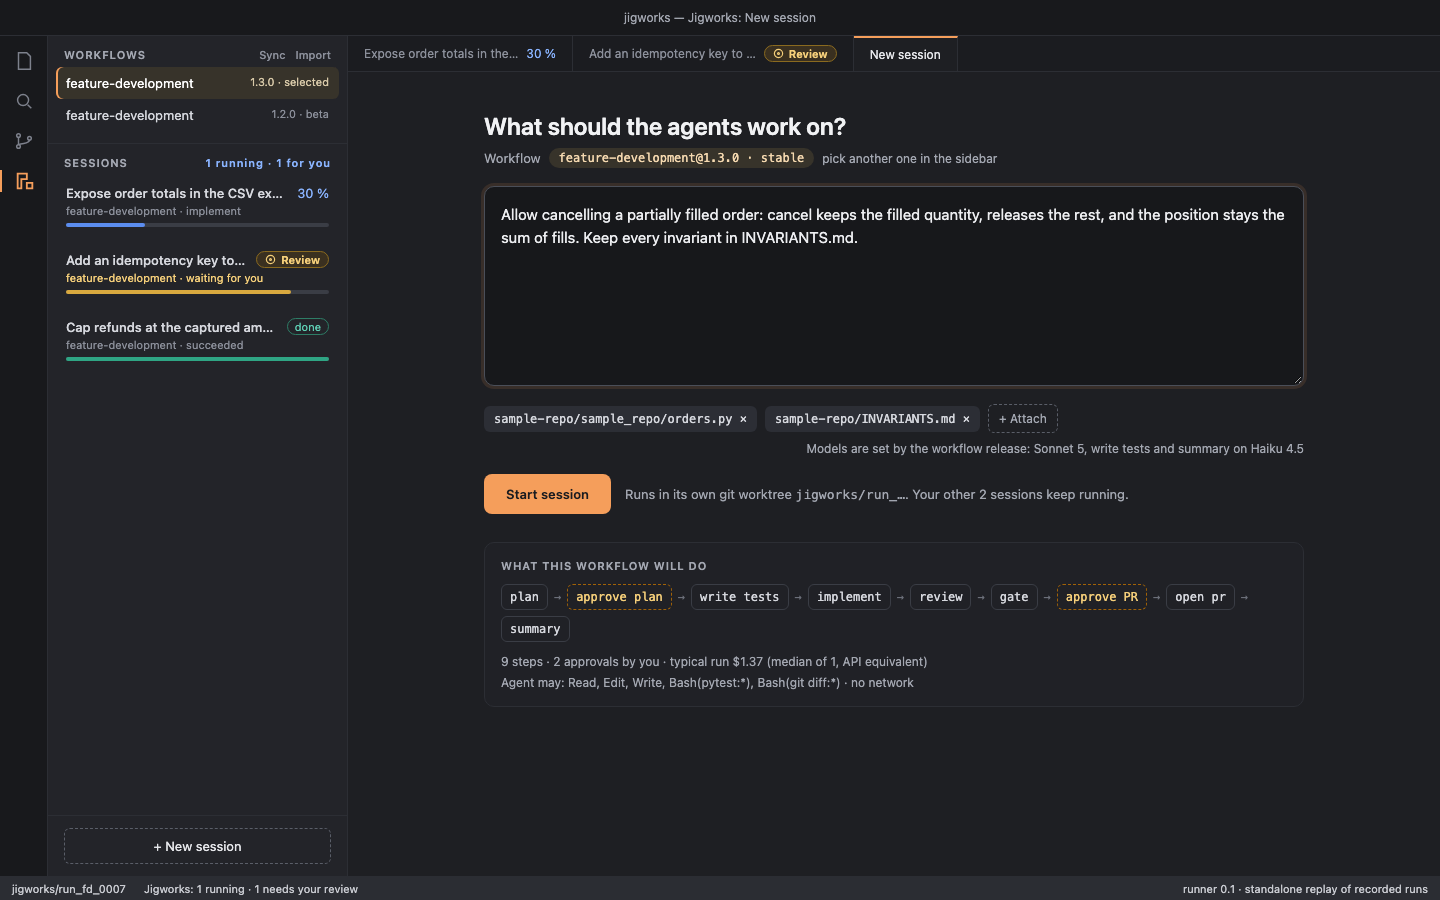 jigworks — Jigworks: New session
WORKFLOWS Sync Import
feature-development 1.3.0 · selected
feature-development 1.2.0 · beta
SESSIONS 1 running · 1 for you
Expose order totals in the CSV ex... 30 %
feature-development · implement
Add an idempotency key to... Review
feature-development · waiting for you
Cap refunds at the captured am... done
feature-development · succeeded
+ New session
Expose order totals in the... 30 %
Add an idempotency key to ... Review
New session
What should the agents work on?
Workflow feature-development@1.3.0 · stable pick another one in the sidebar
Allow cancelling a partially filled order: cancel keeps the filled quantity, releases the rest, and the position stays the
sum of fills. Keep every invariant in INVARIANTS.md.
sample-repo/sample_repo/orders.py × sample-repo/INVARIANTS.md × + Attach
Models are set by the workflow release: Sonnet 5, write tests and summary on Haiku 4.5
Start session Runs in its own git worktree jigworks/run_…. Your other 2 sessions keep running.
WHAT THIS WORKFLOW WILL DO
plan → approve plan → write tests → implement → review → gate → approve PR → open pr →
summary
9 steps · 2 approvals by you · typical run $1.37 (median of 1, API equivalent)
Agent may: Read, Edit, Write, Bash(pytest:*), Bash(git diff:*) · no network
jigworks/run_fd_0007 Jigworks: 1 running · 1 needs your review
runner 0.1 · standalone replay of recorded runs